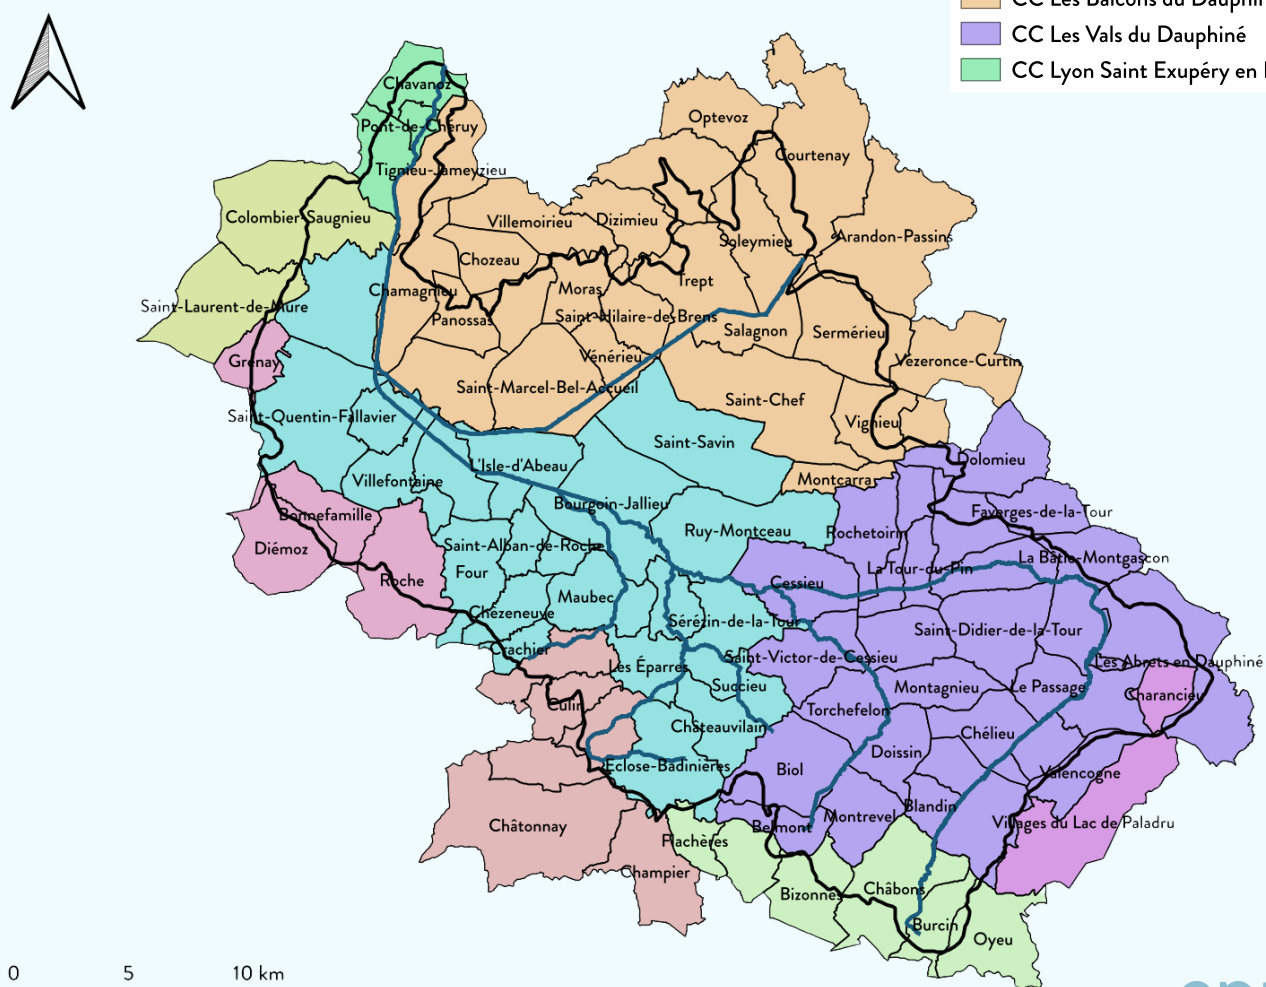 CC Les Balcons du Dauphin
CC Les Vals du Dauphiné
CC Lyon Saint Exupéry en
Chavanoz
Optevoz
Pont-de-Chéruy
Courtenay
Tignieu-Jameyzieu
Colombier-Saugnieu
Villemoirieu
Dizimieu
Soleymieu
Arandon-Passins
Chozeau
Trept
Chamagnieu
Moras
Saint-Laurent-de-Mure
Panossas
Saint-Hilaire-de-Brens
Salagnon
Sermérieu
Grenay
Vénérieu
Vézeronce-Curtin
Saint-Marcel-Bel-Accueil
Saint-Chef
Saint-Quentin-Fallavier
Vignieu
Saint-Savin
Dolomieu
L'Isle-d'Abeau
Villefontaine
Montcarra
Bourgoin-Jallieu
Bonnefamille
Faverges-de-la-Tour
Ruy-Montceau
Rochetoirin
Diémoz
Saint-Alban-de-Roche
La Bâtie-Montgascon
Four
La Tour-du-Pin
Roche
Cessieu
Maubec
Chèzeneuve
Sérézin-de-la-Tour
Saint-Didier-de-la-Tour
Crachier
Saint-Victor-de-Cessieu
Les Abrets en Dauphiné
Les Éparres
Succieu
Montagnieu
Le Passage
Charancieu
Culin
Torchefelon
Châteauvilain
Chélieu
Doissin
Eclose-Badinières
Biol
Valencogne
Blandin
Montrevel
Villages du Lac de Paladru
Châtonnay
Belmont
Flachères
Champier
Bizonnes
Châbons
Burcin
Oyeu
0 5 10 km